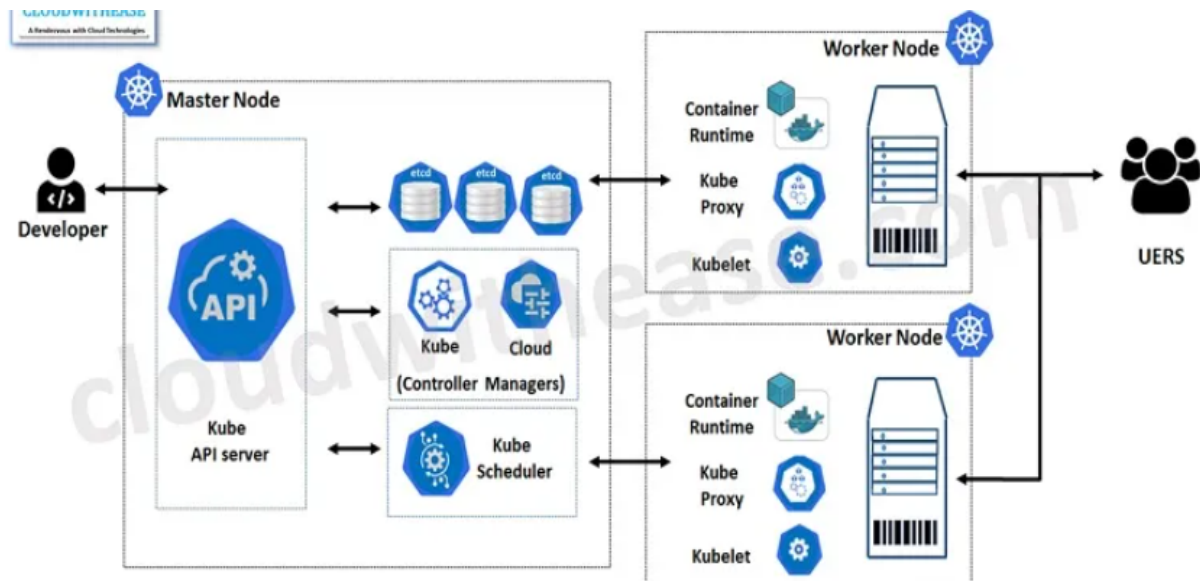 CLOUDWITHEASE
A Rendezvous with Cloud Technologies
Master Node
Developer
API
Kube
API server
etcd
etcd
etcd
Kube
Cloud
(Controller Managers)
Kube
Scheduler
Worker Node
Container
Runtime
Kube
Proxy
Kubelet
Worker Node
Container
Runtime
Kube
Proxy
Kubelet
UERS
cloudwithease.com